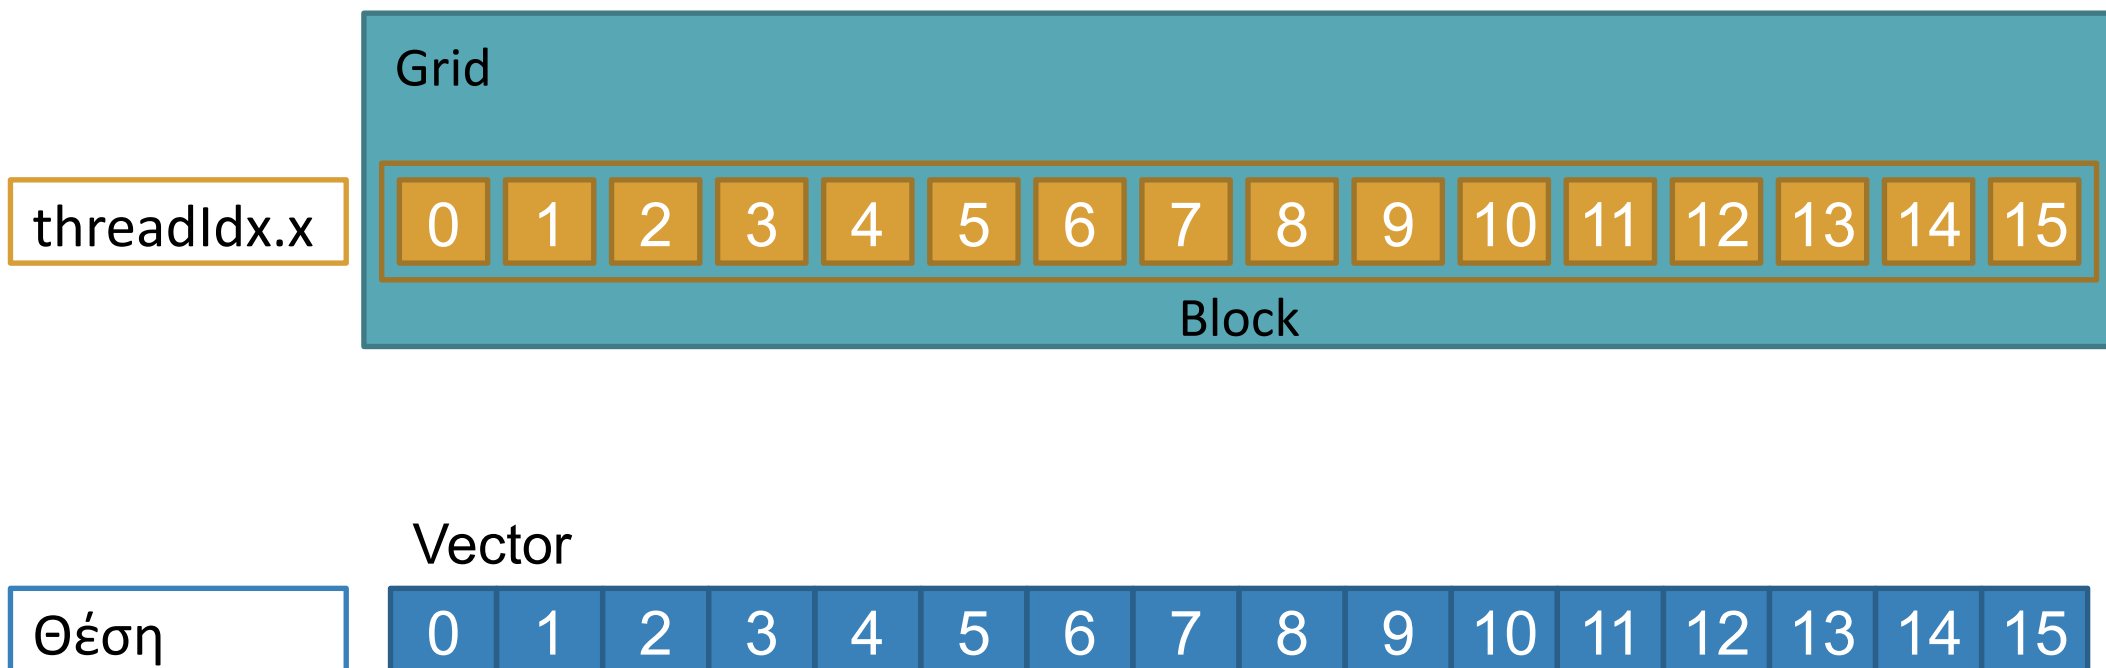 Grid
threadIdx.x 0 1 2 3 4 5 6 7 8 9 10 11 12 13 14 15
Block
Vector
Θέση 0 1 2 3 4 5 6 7 8 9 10 11 12 13 14 15